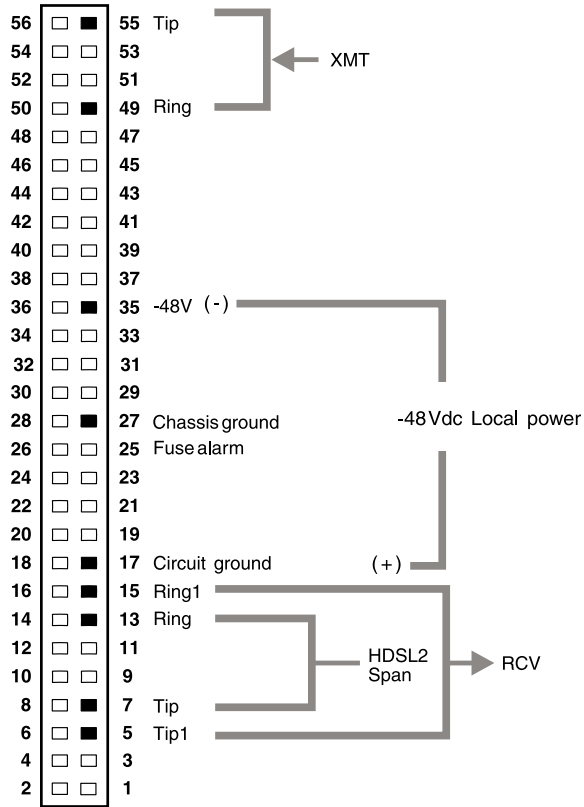 56 55 Tip
54 53
XMT
52 51
50 49 Ring
48 47
46 45
44 43
42 41
40 39
38 37
36 35 -48V (-)
34 33
32 31
30 29
28 27 Chassis ground
-48Vdc Local power
26 25 Fuse alarm
24 23
22 21
20 19
18 17 Circuit ground (+)
16 15 Ring1
14 13 Ring
12 11
HDSL2
Span
RCV
10 9
8 7 Tip
6 5 Tip1
4 3
2 1